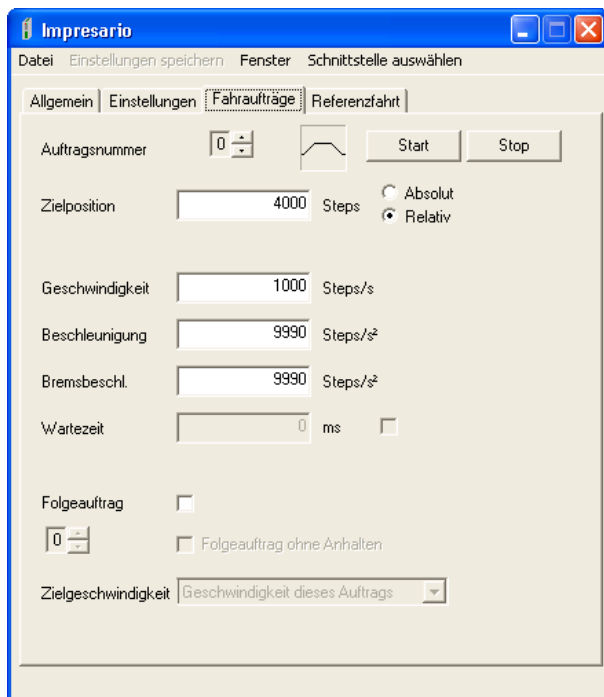 Impresario
Datei Einstellungen speichern Fenster Schnittstelle auswählen
Allgemein Einstellungen Fahraufträge Referenzfahrt
Auftragsnummer 0 Start Stop
Zielposition 4000 Steps Absolut
Relativ
Geschwindigkeit 1000 Steps/s
Beschleunigung 9990 Steps/s²
Bremsbeschl. 9990 Steps/s²
Wartezeit 0 ms
Folgeauftrag
0 Folgeauftrag ohne Anhalten
Zielgeschwindigkeit Geschwindigkeit dieses Auftrags